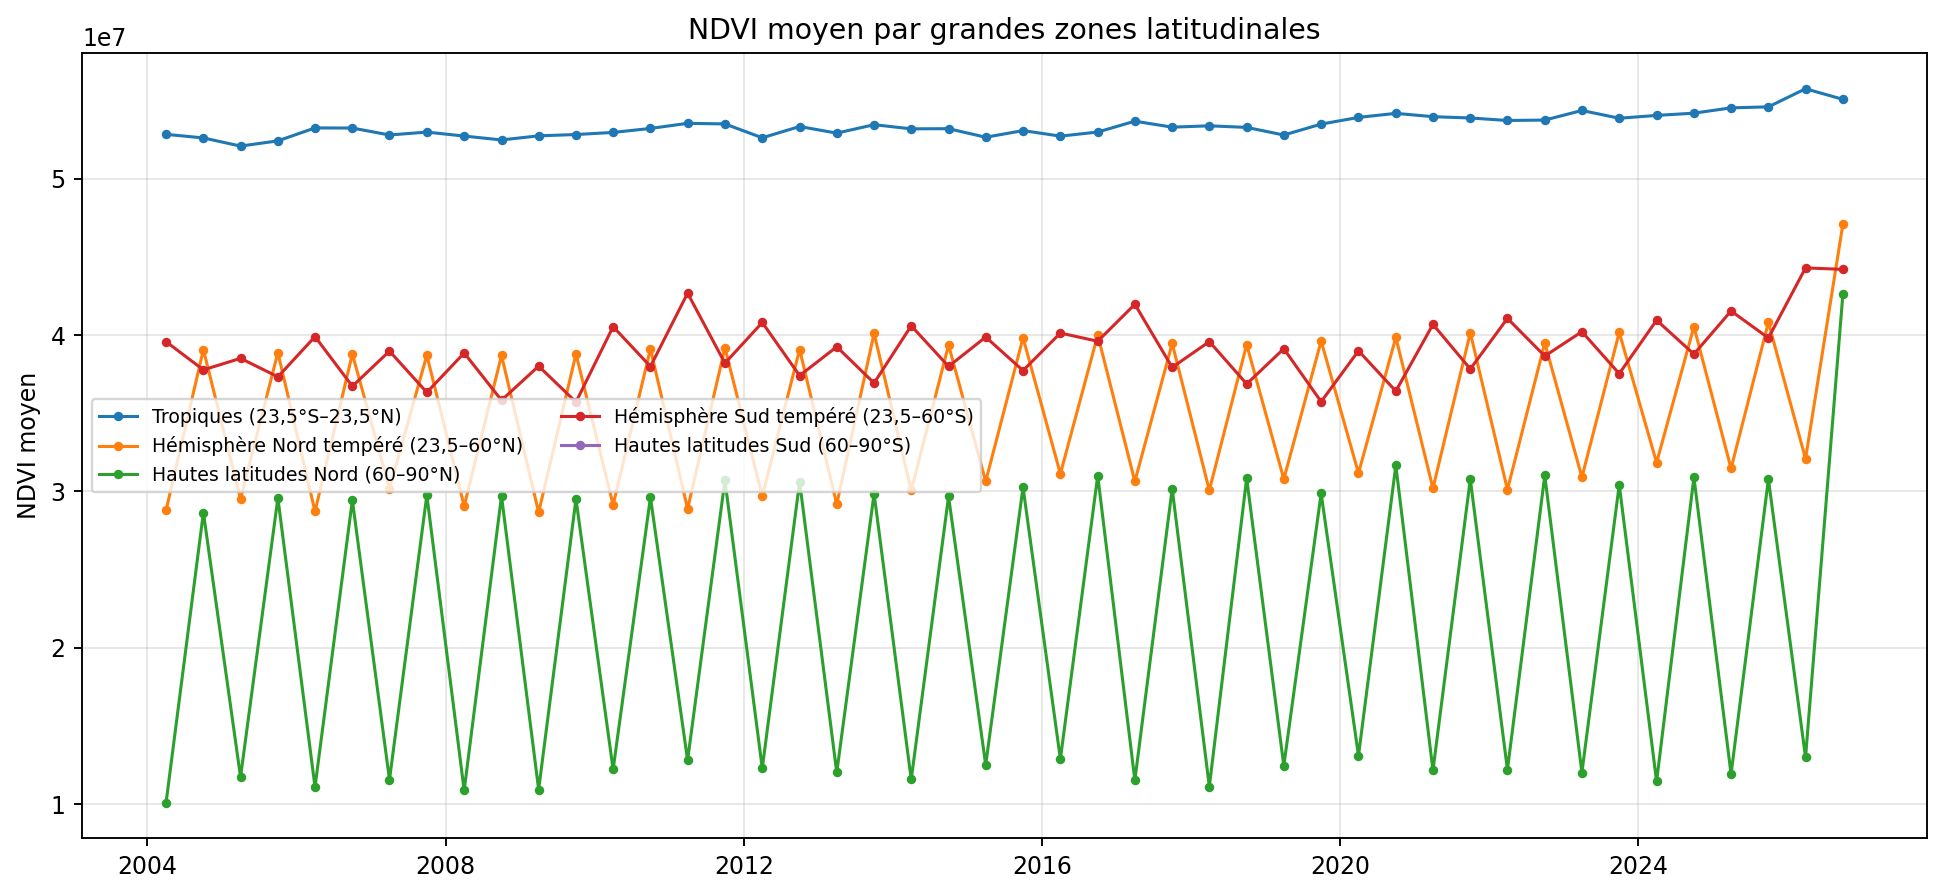 NDVI moyen par grandes zones latitudinales
1e7
5
4
3
2
1
NDVI moyen
Tropiques (23,5°S–23,5°N)
Hémisphère Nord tempéré (23,5–60°N)
Hautes latitudes Nord (60–90°N)
Hémisphère Sud tempéré (23,5–60°S)
Hautes latitudes Sud (60–90°S)
2004 2008 2012 2016 2020 2024